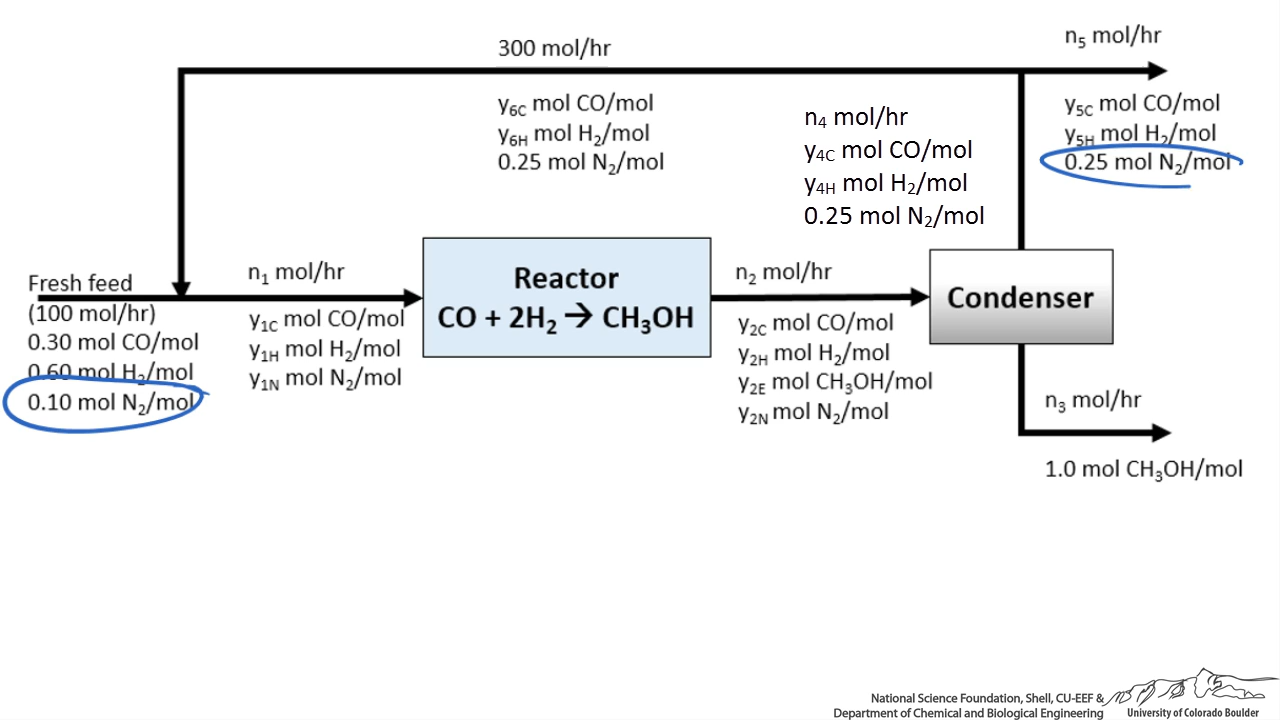 300 mol/hr
y₆C mol CO/mol
y₆H mol H₂/mol
0.25 mol N₂/mol
n₅ mol/hr
y₅C mol CO/mol
y₅H mol H₂/mol
0.25 mol N₂/mol
n₄ mol/hr
y₄C mol CO/mol
y₄H mol H₂/mol
0.25 mol N₂/mol
Fresh feed
(100 mol/hr)
0.30 mol CO/mol
0.60 mol H₂/mol
0.10 mol N₂/mol
n₁ mol/hr
y₁C mol CO/mol
y₁H mol H₂/mol
y₁N mol N₂/mol
Reactor
CO + 2H₂ → CH₃OH
n₂ mol/hr
y₂C mol CO/mol
y₂H mol H₂/mol
y₂E mol CH₃OH/mol
y₂N mol N₂/mol
Condenser
n₃ mol/hr
1.0 mol CH₃OH/mol
National Science Foundation, Shell, CU-EEF &
Department of Chemical and Biological Engineering
University of Colorado Boulder